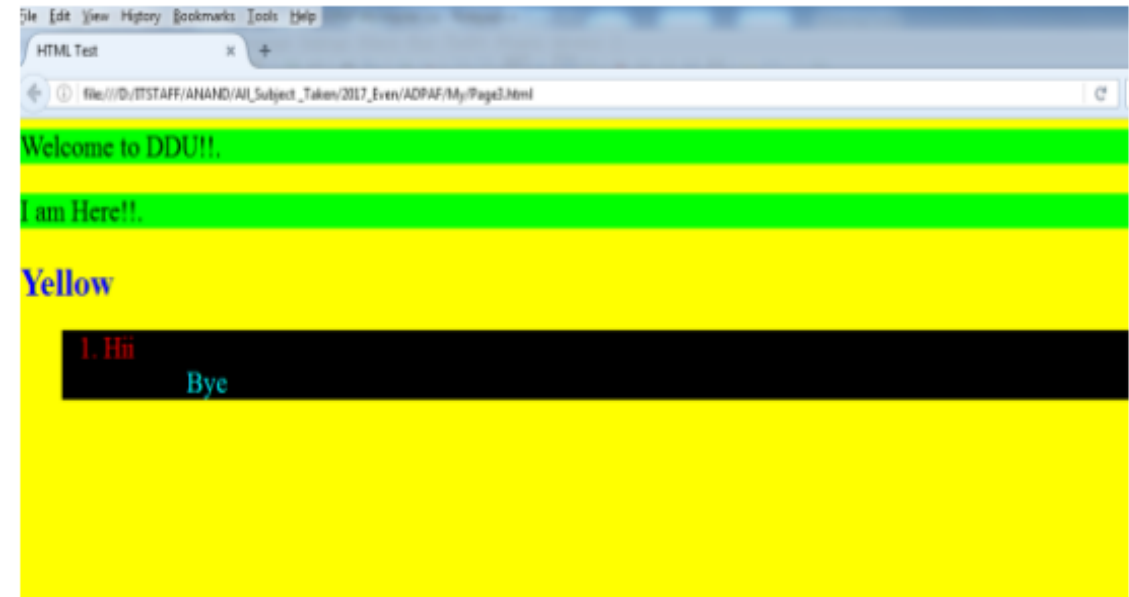 File Edit View History Bookmarks Tools Help
HTML Test × +
file:///D:/ITSTAFF/ANAND/All_Subject_Taken/2017_Even/ADPAF/My/Page3.html
Welcome to DDU!!.
I am Here!!.
Yellow
1. Hii
Bye